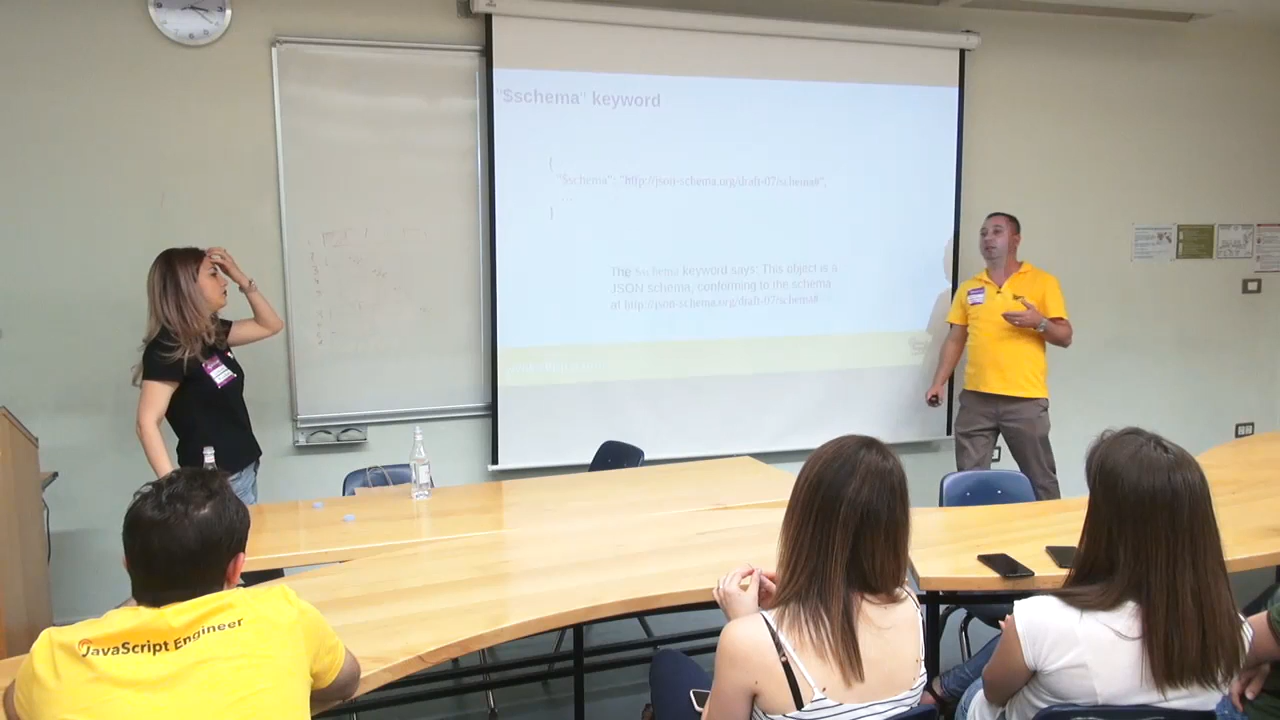 "$schema" keyword
{
"$schema": "http://json-schema.org/draft-07/schema#",
...
}
The $schema keyword says: This object is a
JSON schema, conforming to the schema
at http://json-schema.org/draft-07/schema#
JavaScript Engineer